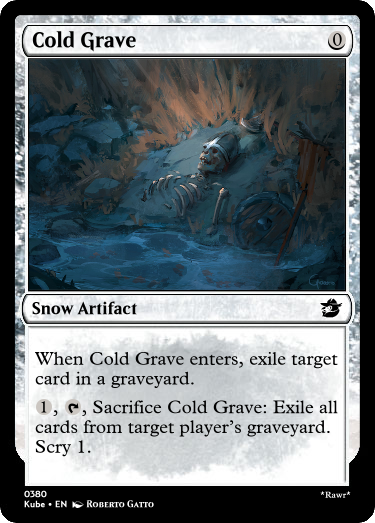 Cold Grave 0
Snow Artifact
When Cold Grave enters, exile target
card in a graveyard.
1, , Sacrifice Cold Grave: Exile all
cards from target player's graveyard.
Scry 1.
0380
Kube • EN Roberto Gatto
*Rawr*